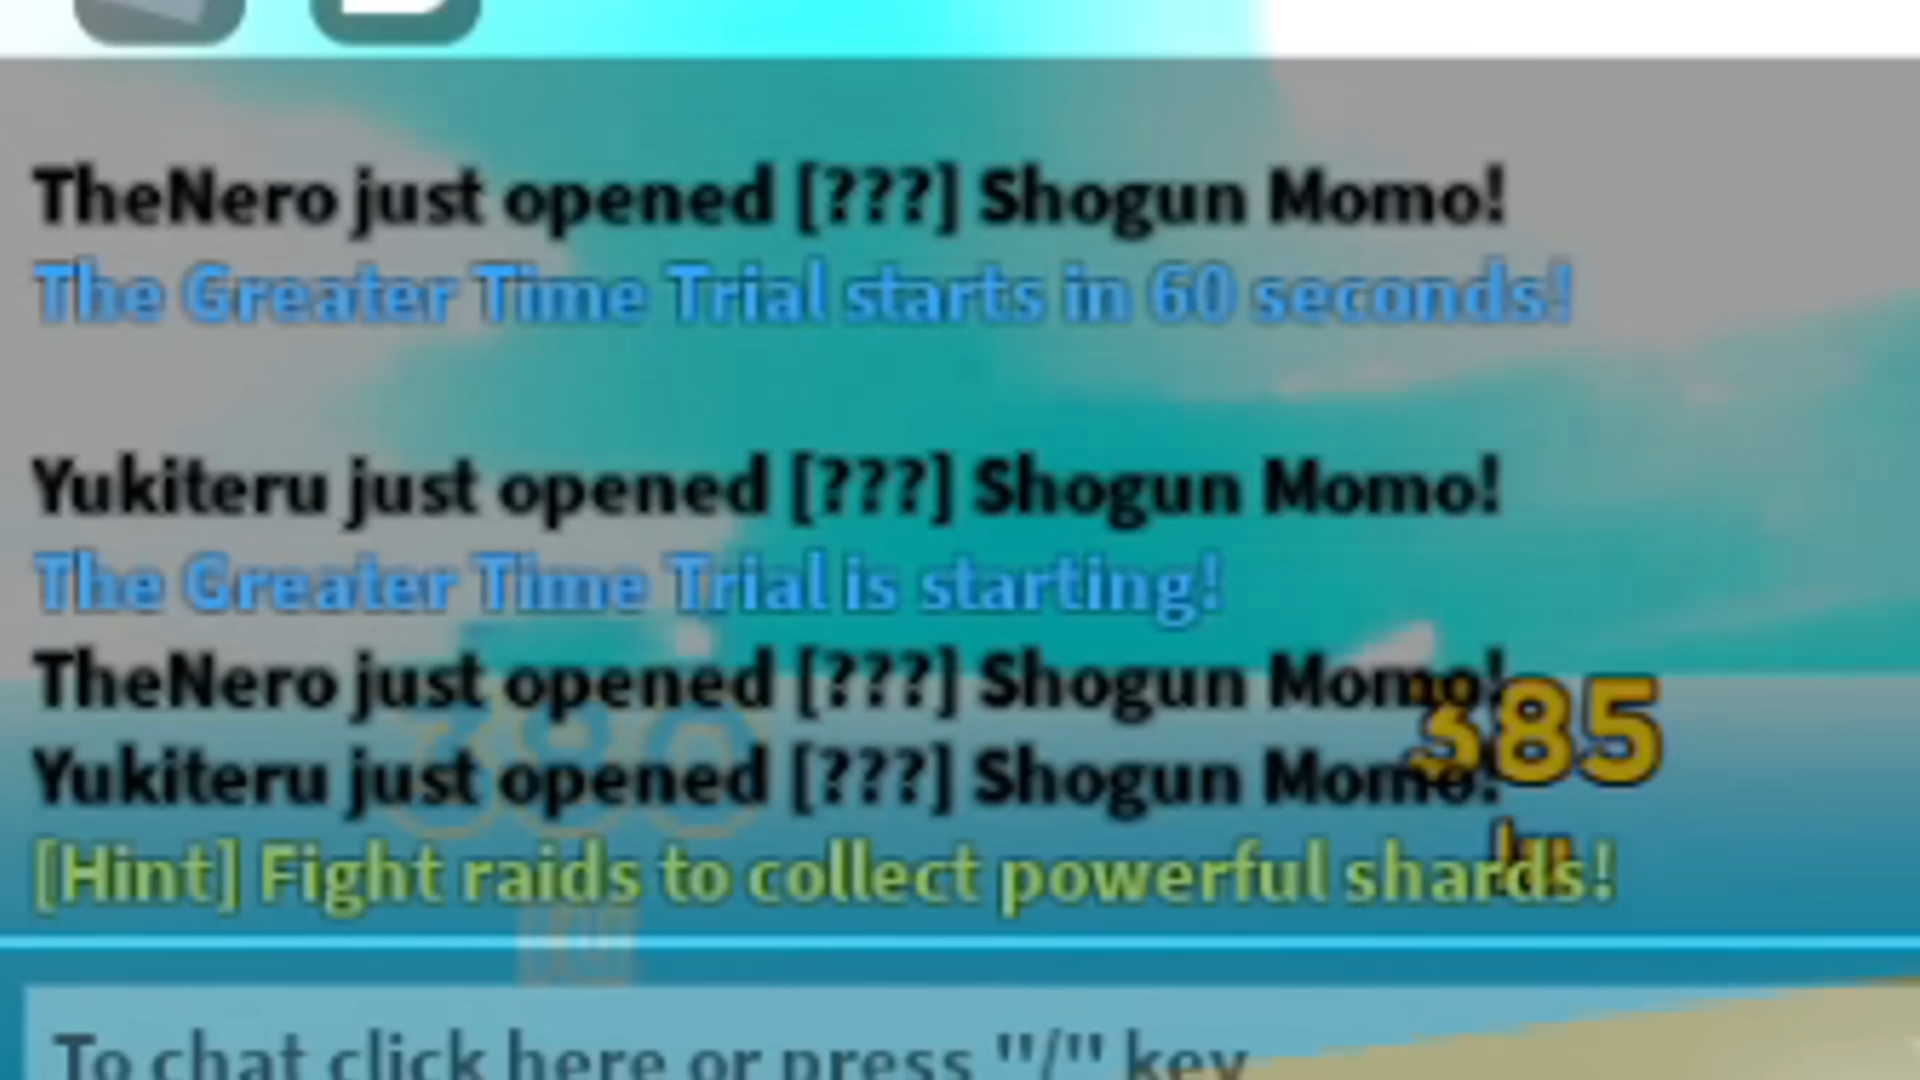 TheNero just opened [???] Shogun Momo!
The Greater Time Trial starts in 60 seconds!
Yukiteru just opened [???] Shogun Momo!
The Greater Time Trial is starting!
TheNero just opened [???] Shogun Momo!
385
Yukiteru just opened [???] Shogun Momo!
[Hint] Fight raids to collect powerful shards!
To chat click here or press "/" key